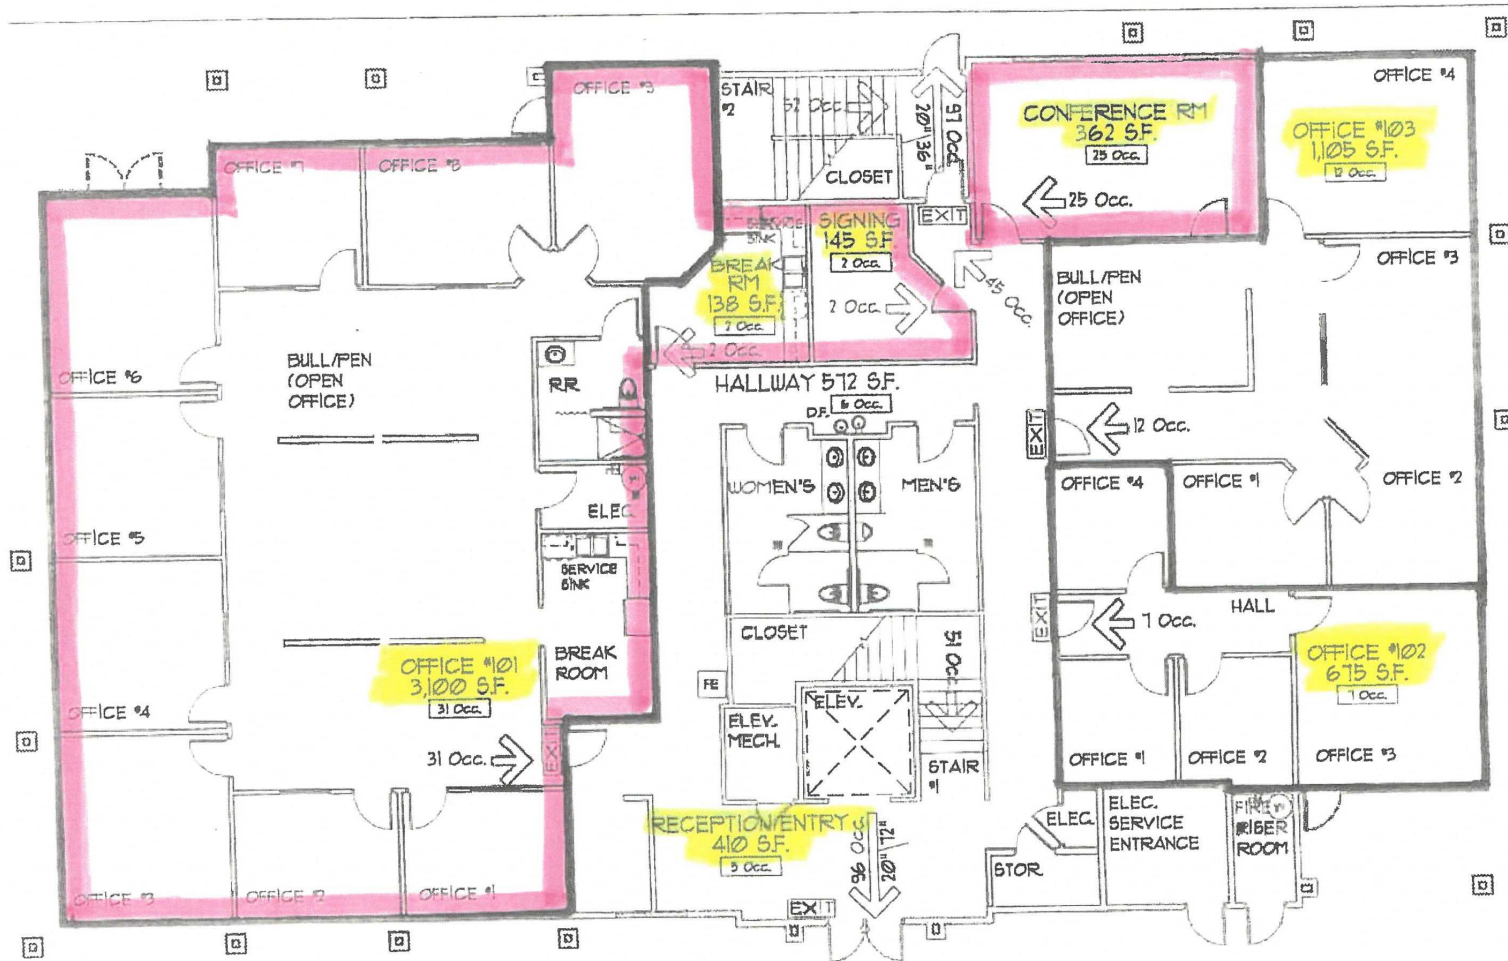 OFFICE #9
STAIR
#2
52 Occ.
20" 36"
97 Occ.
CONFERENCE RM
362 S.F.
25 Occ.
25 Occ.
OFFICE #4
OFFICE #103
1,105 S.F.
12 Occ.
OFFICE #7
OFFICE #8
CLOSET
EXIT
SERVICE
SINK
SIGNING
145 S.F.
2 Occ.
2 Occ.
BREAK
RM
138 S.F.
2 Occ.
2 Occ.
45 Occ.
BULL/PEN
(OPEN
OFFICE)
OFFICE #3
OFFICE #6
BULL/PEN
(OPEN
OFFICE)
RR
HALLWAY 572 S.F.
6 Occ.
D.F.
EXIT
12 Occ.
WOMEN'S
MEN'S
OFFICE #4
OFFICE #1
OFFICE #2
ELEC.
OFFICE #5
SERVICE
SINK
EXIT
7 Occ.
HALL
CLOSET
51 Occ.
BREAK
ROOM
OFFICE #101
3,100 S.F.
31 Occ.
FE
OFFICE #102
675 S.F.
7 Occ.
OFFICE #4
ELEV.
ELEV.
MECH.
31 Occ.
EXIT
STAIR
#1
OFFICE #1
OFFICE #2
OFFICE #3
RECEPTION/ENTRY
410 S.F.
5 Occ.
96 Occ.
20" 72"
ELEC.
ELEC.
SERVICE
ENTRANCE
FIRE
RISER
ROOM
STOR.
OFFICE #3
OFFICE #2
OFFICE #1
EXIT